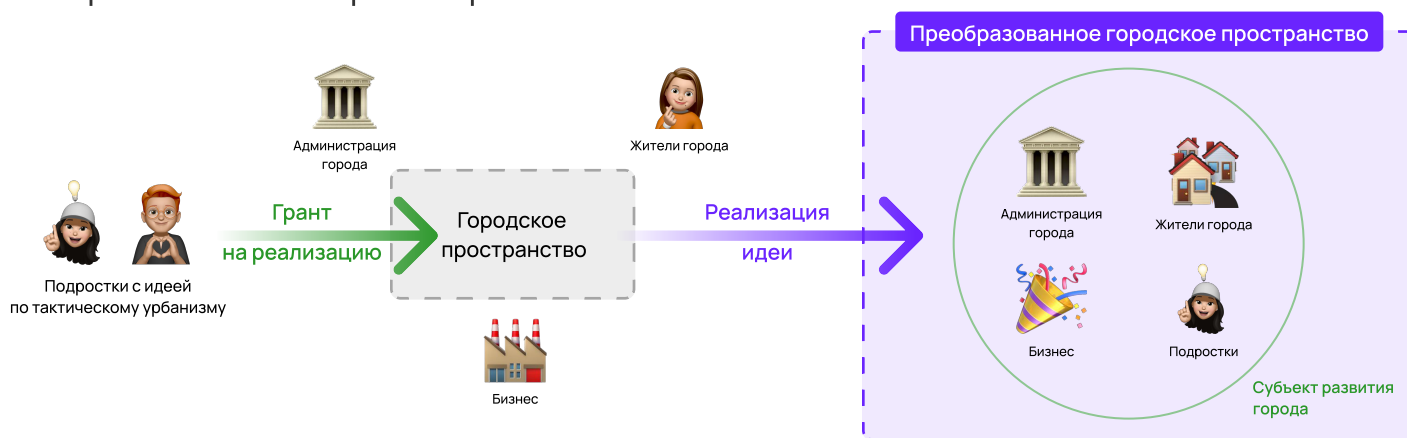 Преобразованное городское пространство
Администрация
города
Жители города
Грант
на реализацию
Городское
пространство
Реализация
идеи
Подростки с идеей
по тактическому урбанизму
Бизнес
Администрация
города
Жители города
Бизнес
Подростки
Субъект развития
города